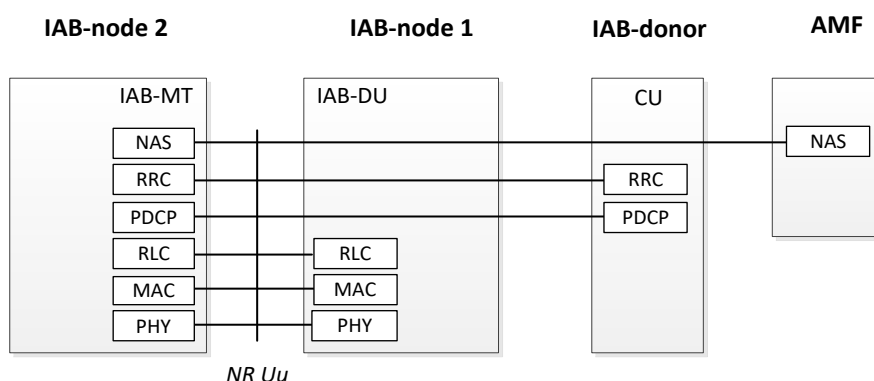 IAB-node 2 IAB-node 1 IAB-donor AMF
IAB-MT IAB-DU CU
NAS NAS
RRC RRC
PDCP PDCP
RLC RLC
MAC MAC
PHY PHY
NR Uu